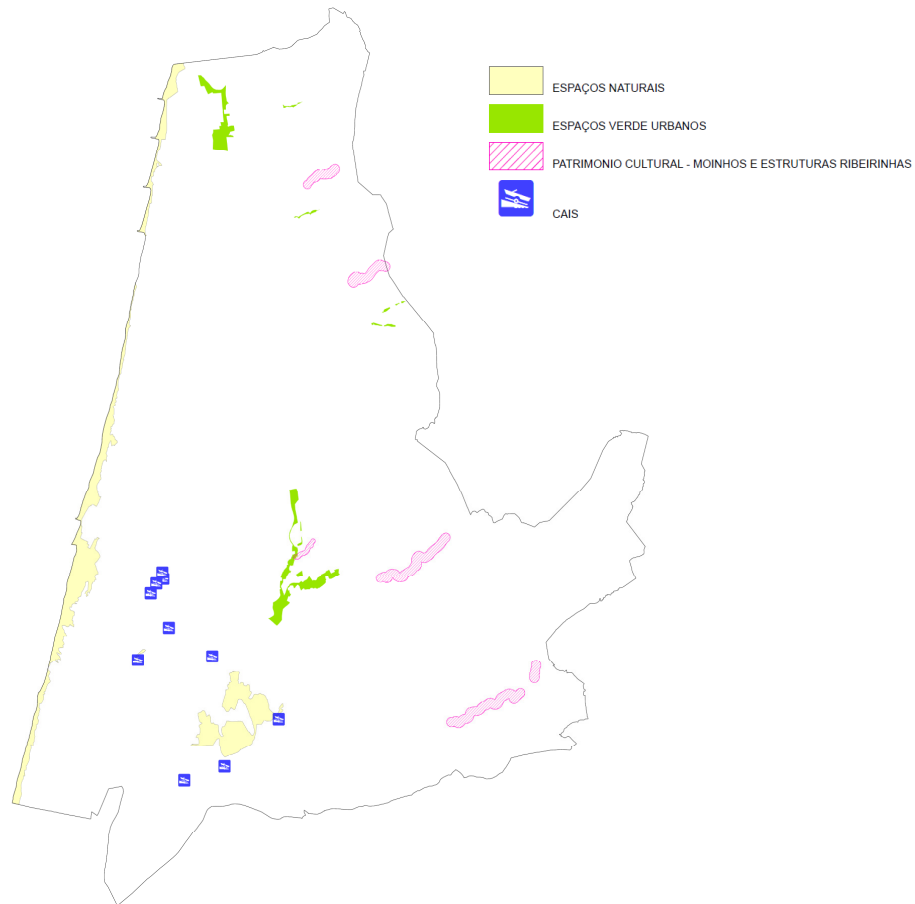 ESPAÇOS NATURAIS
ESPAÇOS VERDE URBANOS
PATRIMONIO CULTURAL - MOINHOS E ESTRUTURAS RIBEIRINHAS
CAIS